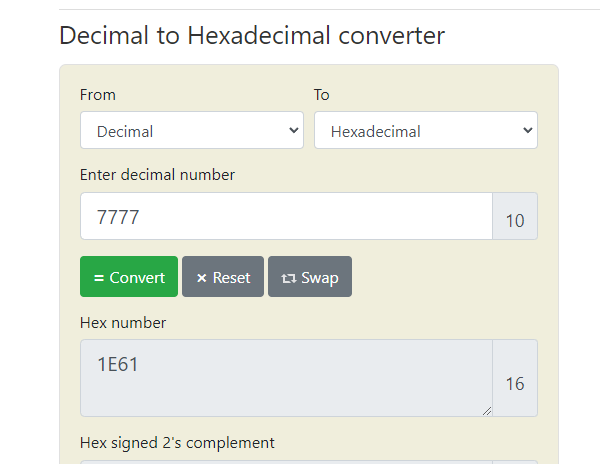 Decimal to Hexadecimal converter
From To
Decimal Hexadecimal
Enter decimal number
7777 10
= Convert × Reset Swap
Hex number
1E61 16
Hex signed 2's complement